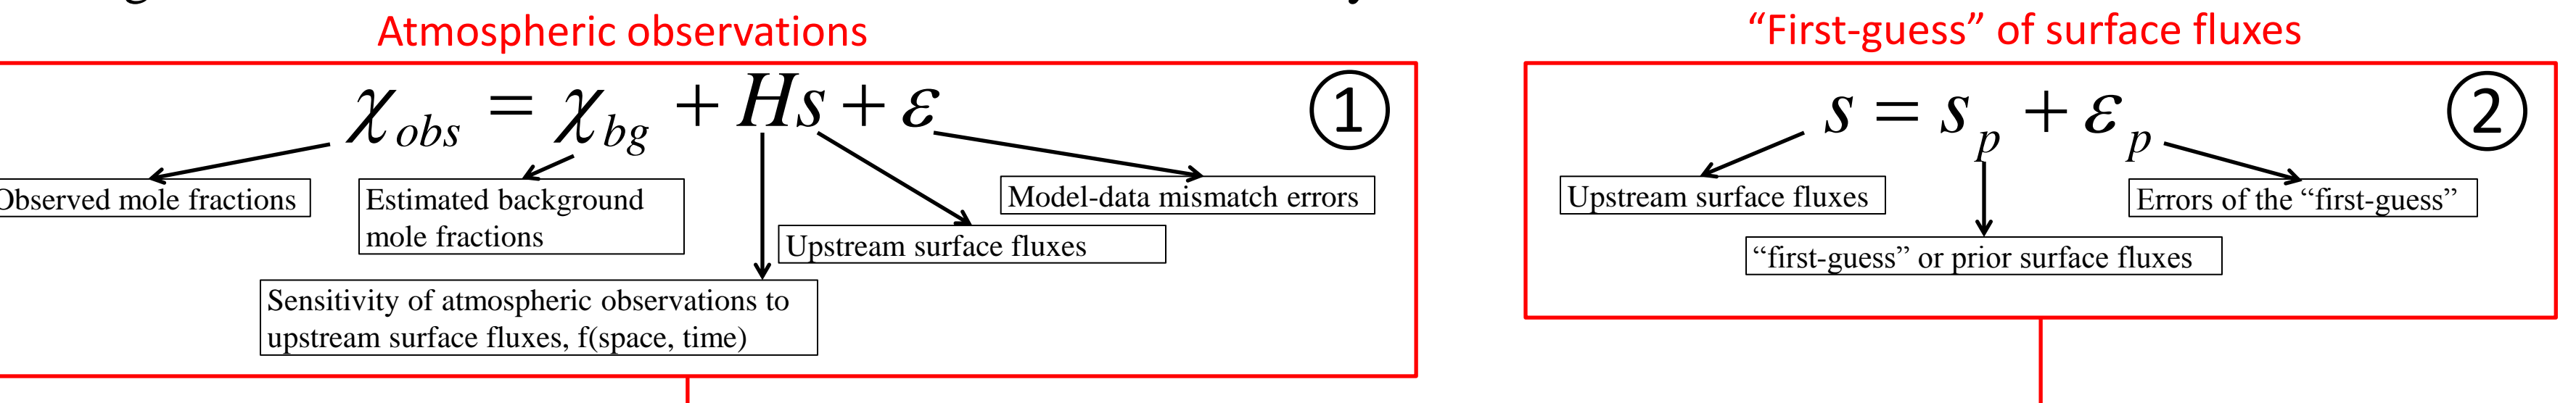 Atmospheric observations
χobs = χbg + Hs + ε
①
Observed mole fractions
Estimated background
mole fractions
Model-data mismatch errors
Upstream surface fluxes
Sensitivity of atmospheric observations to
upstream surface fluxes, f(space, time)
“First-guess” of surface fluxes
s = sp + εp
②
Upstream surface fluxes
Errors of the “first-guess”
“first-guess” or prior surface fluxes